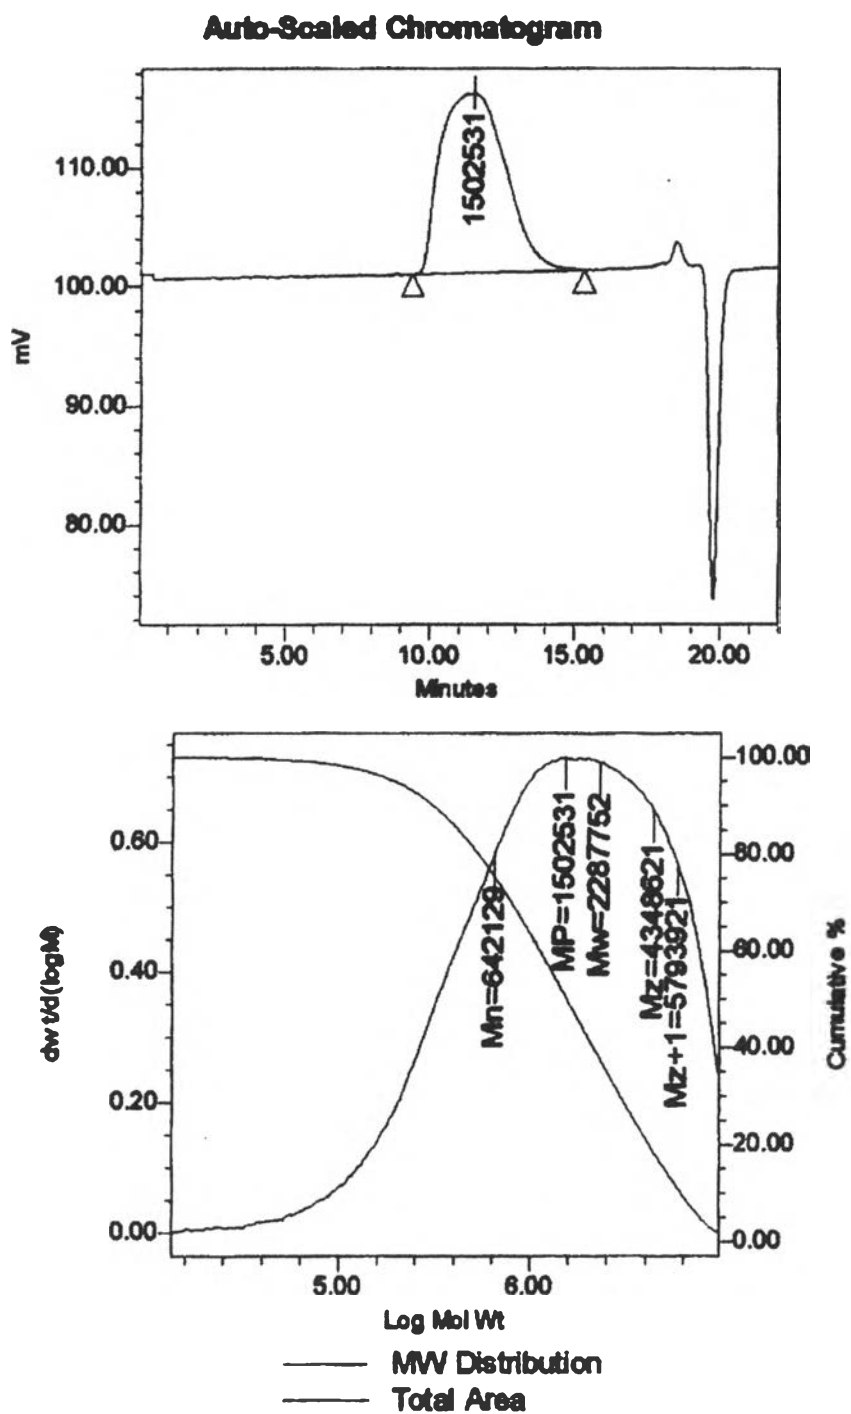 Auto-Scaled Chromatogram
110.00
100.00
90.00
80.00
mV
1502531
5.00 10.00 15.00 20.00
Minutes
0.60
0.40
0.20
0.00
dwt/d(logM)
Mn=642129
MP=1502531
Mw=2287752
Mz=4348621
Mz+1=5793921
100.00
80.00
60.00
40.00
20.00
0.00
Cumulative %
5.00 6.00
Log Mol Wt
MW Distribution
Total Area